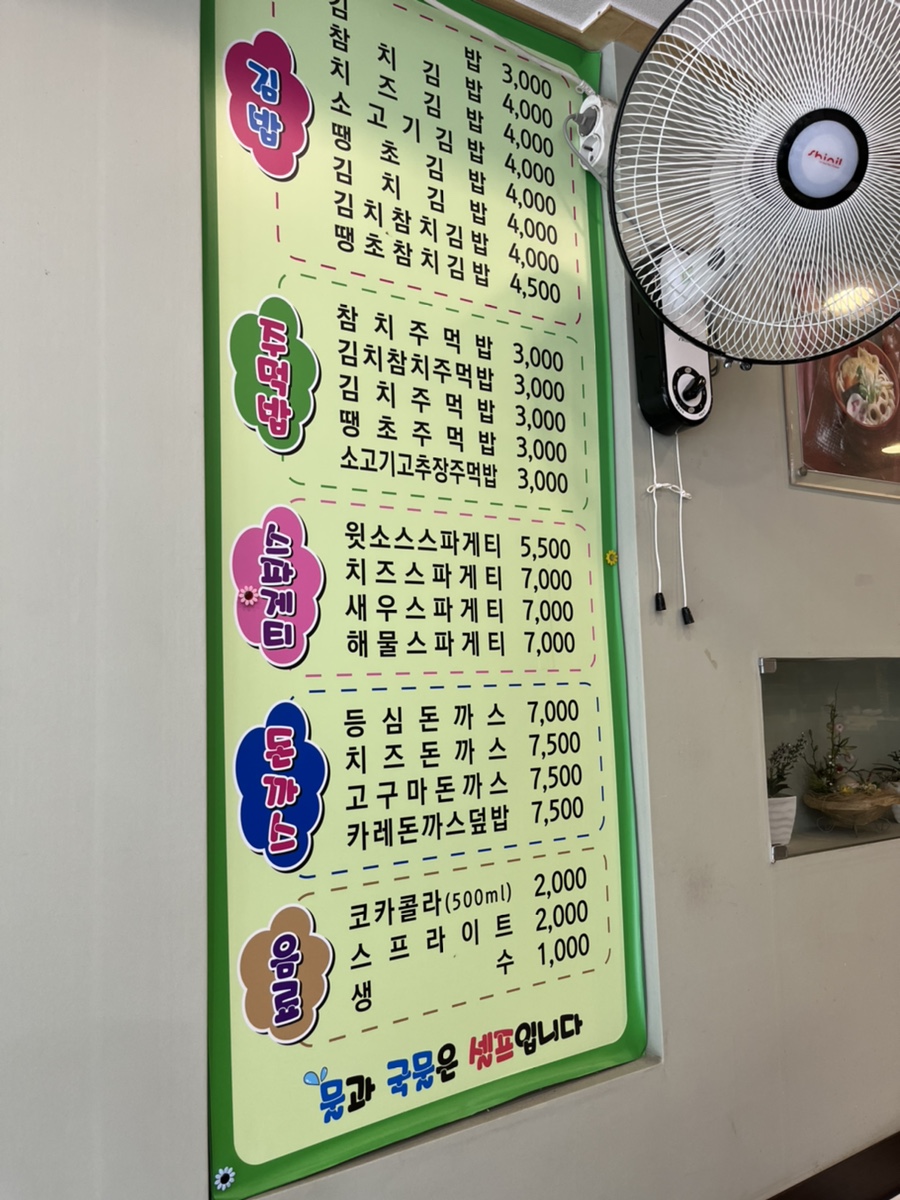 김밥
김 밥 3,000
참 치 김 밥 4,000
치 즈 김 밥 4,000
소 고 기 김 밥 4,000
땡 초 김 밥 4,000
김 치 김 밥 4,000
김치참치김밥 4,000
땡초참치김밥 4,500
주먹밥
참 치 주 먹 밥 3,000
김치참치주먹밥 3,000
김 치 주 먹 밥 3,000
땡 초 주 먹 밥 3,000
소고기고추장주먹밥 3,000
스파게티
윗소스스파게티 5,500
치즈스파게티 7,000
새우스파게티 7,000
해물스파게티 7,000
돈까스
등 심 돈 까 스 7,000
치 즈 돈 까 스 7,500
고구마돈까스 7,500
카레돈까스덮밥 7,500
음료
코카콜라(500ml) 2,000
스 프 라 이 트 2,000
생 수 1,000
물과 국물은 셀프입니다
shinil